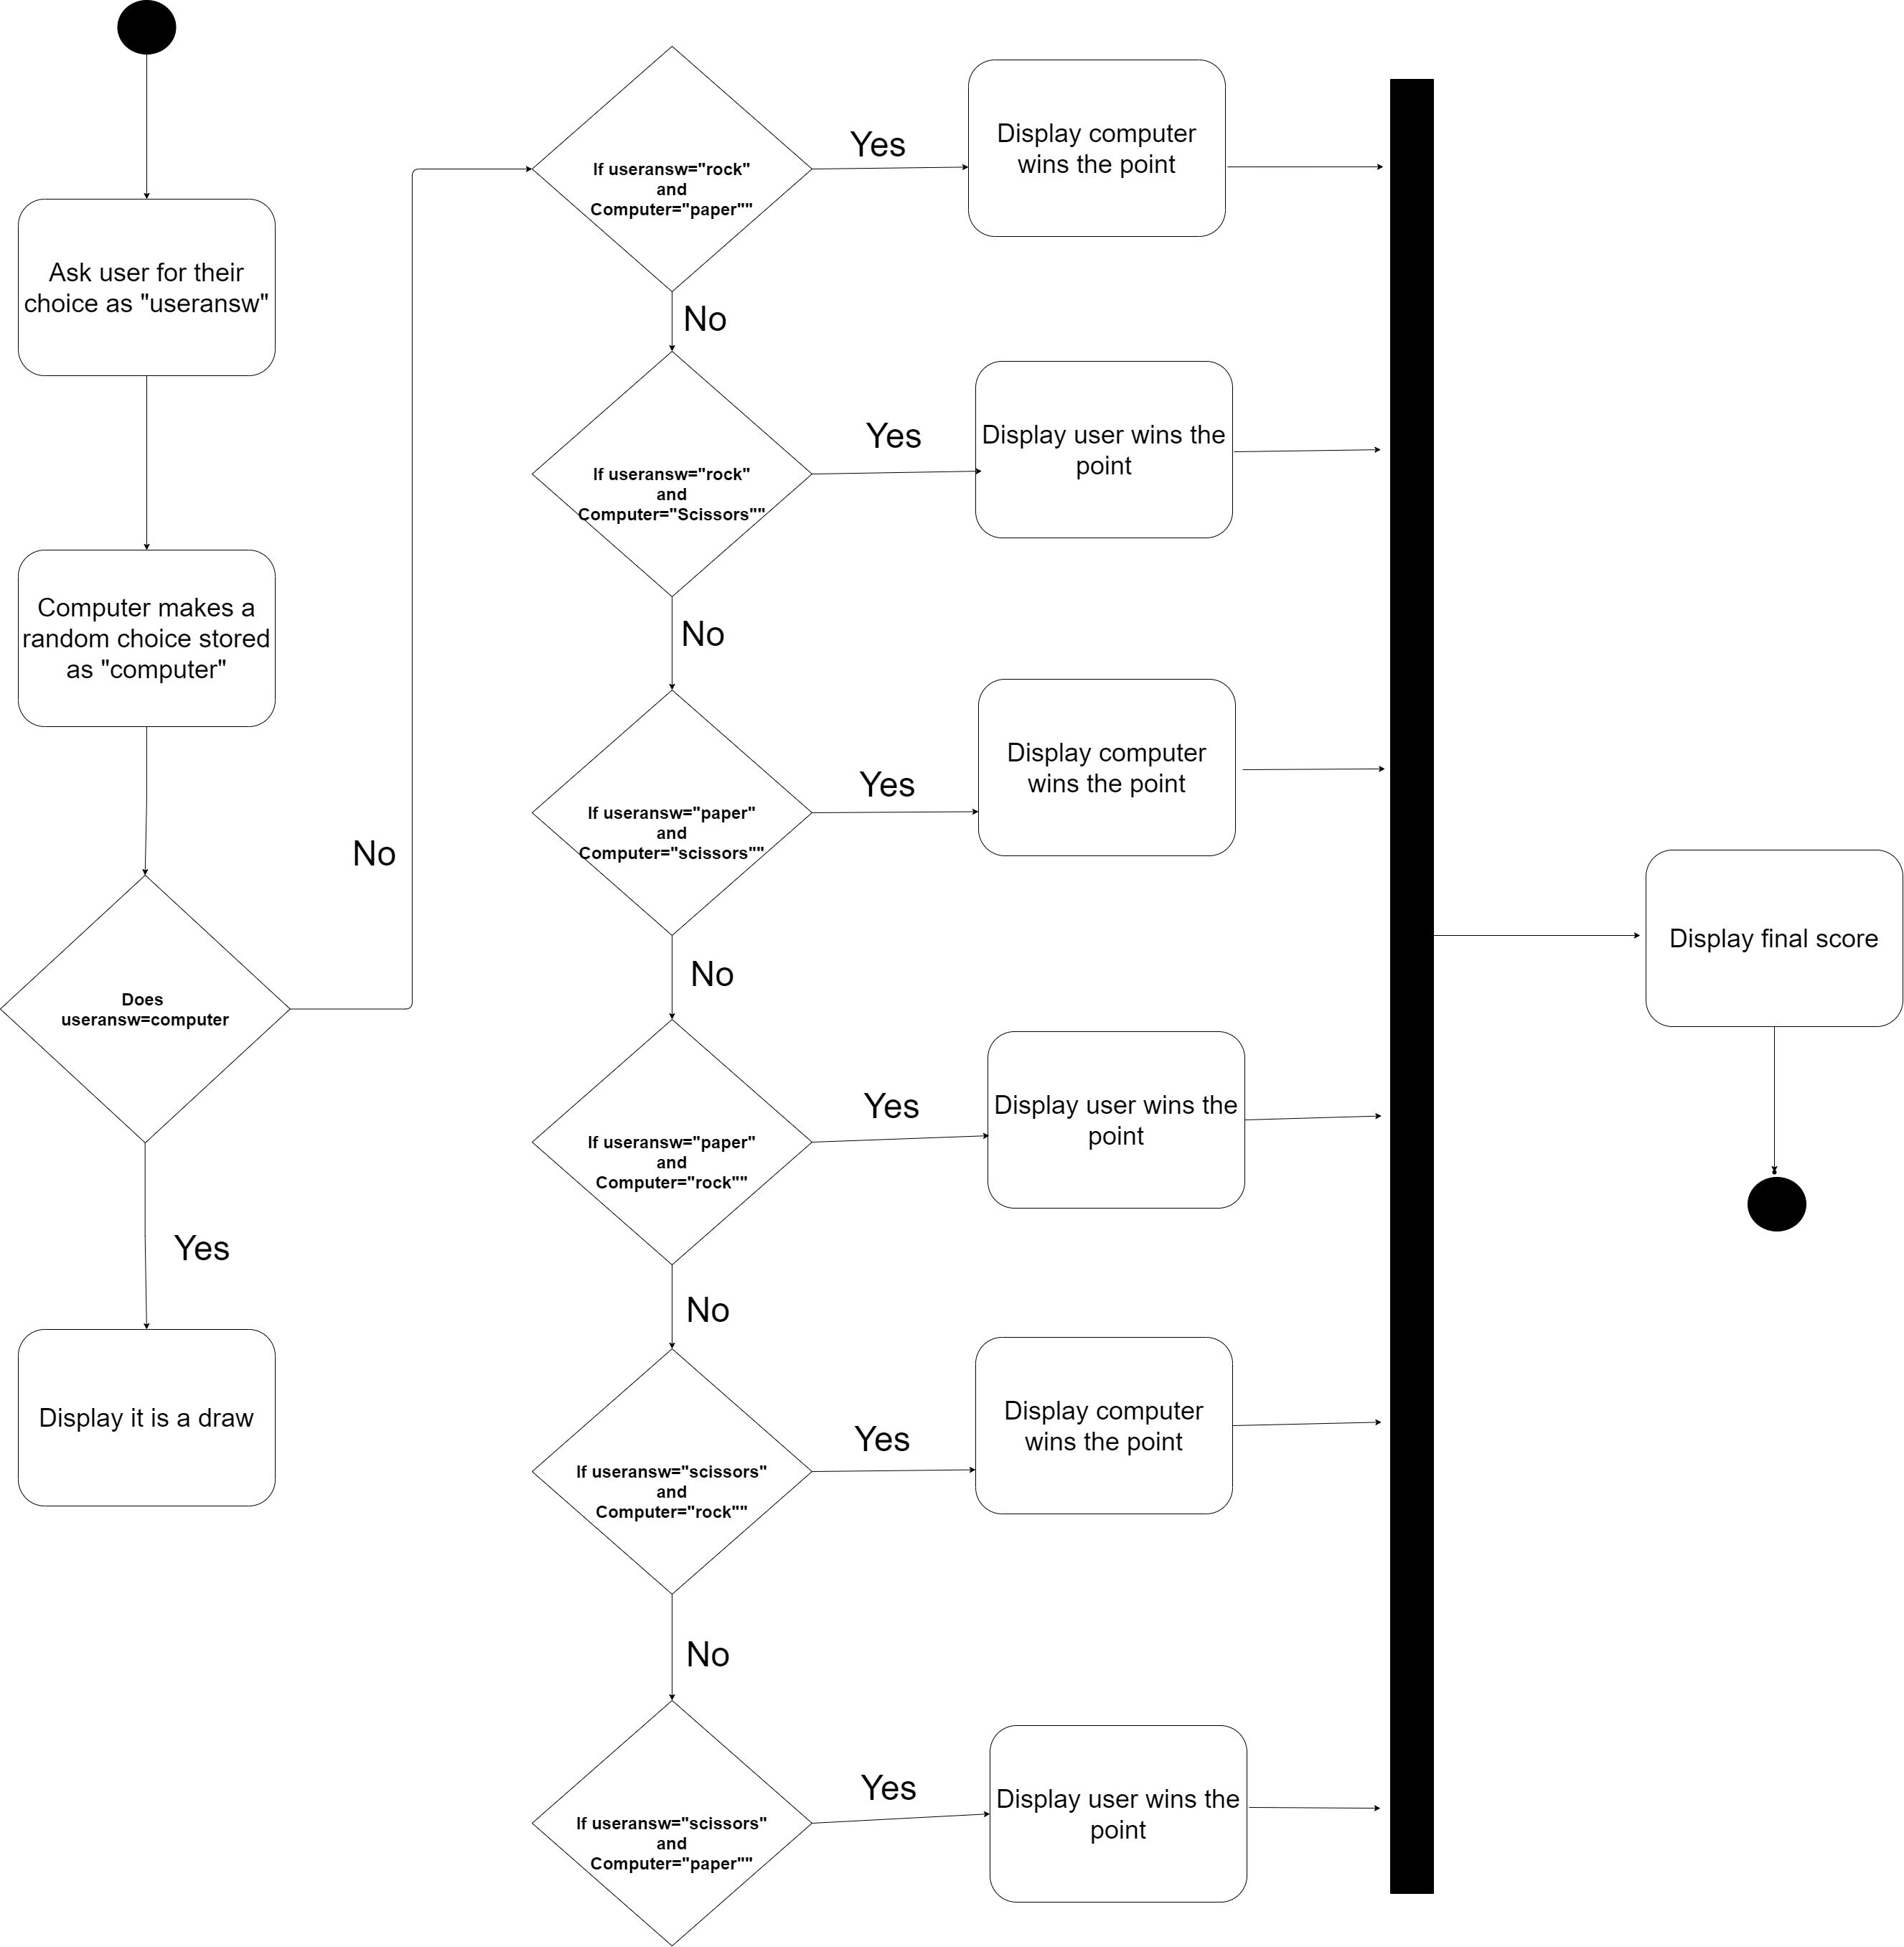 Ask user for their
choice as "useransw"
Computer makes a
random choice stored
as "computer"
Does
useransw=computer
No
Yes
Display it is a draw
If useransw="rock"
and
Computer="paper""
Yes
Display computer
wins the point
No
If useransw="rock"
and
Computer="Scissors""
Yes
Display user wins the
point
No
If useransw="paper"
and
Computer="scissors""
Yes
Display computer
wins the point
No
If useransw="paper"
and
Computer="rock""
Yes
Display user wins the
point
No
If useransw="scissors"
and
Computer="rock""
Yes
Display computer
wins the point
No
If useransw="scissors"
and
Computer="paper""
Yes
Display user wins the
point
Display final score